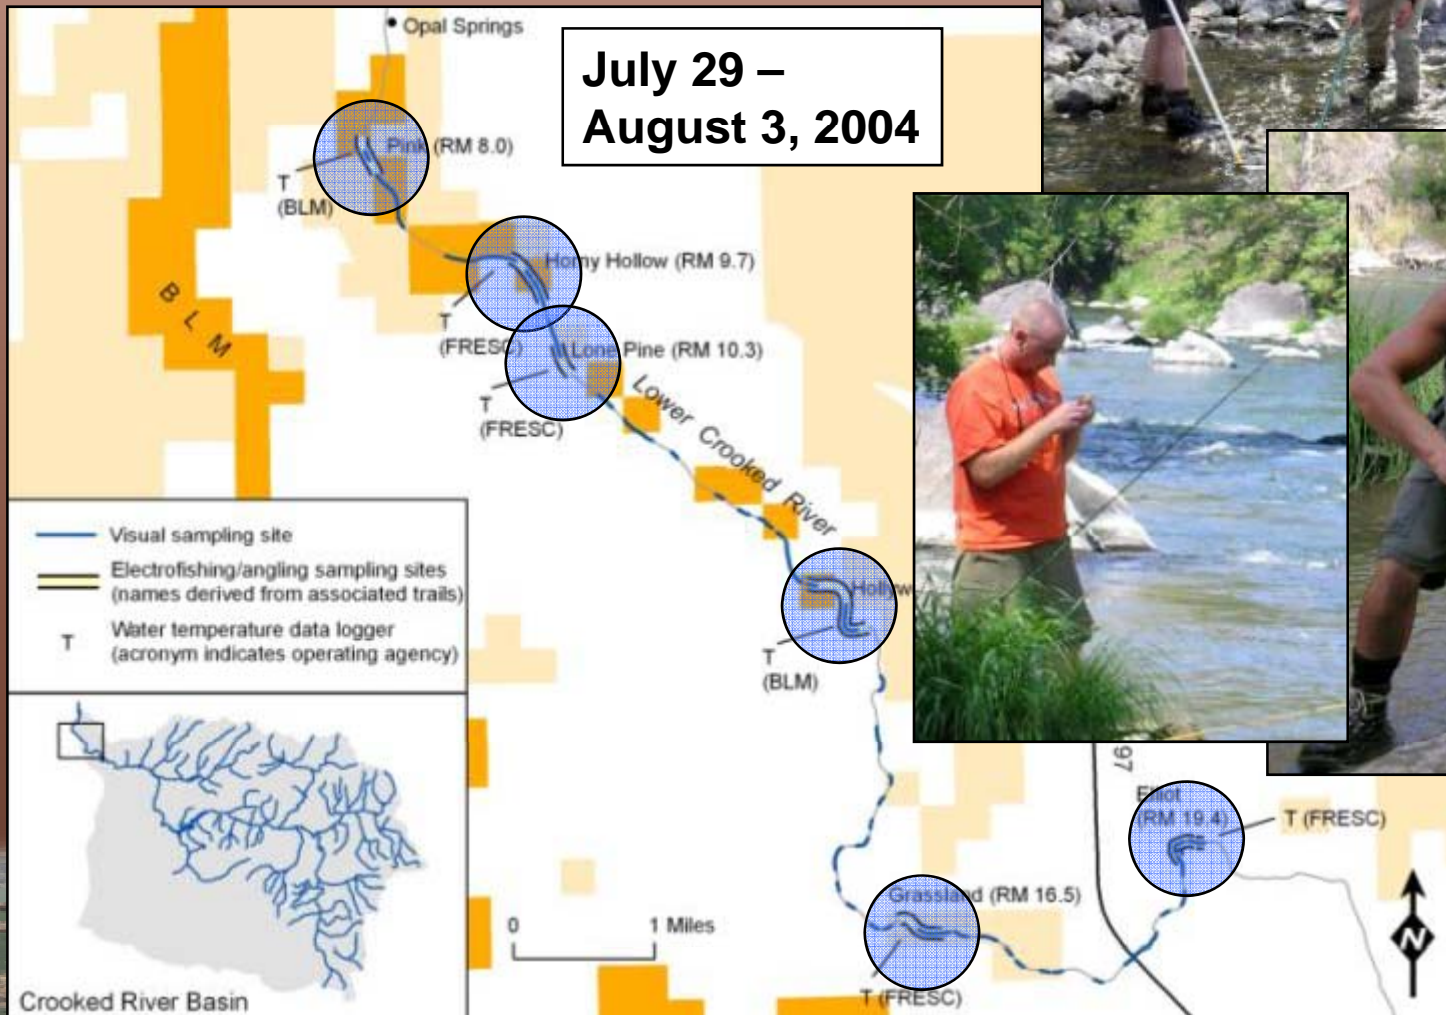 Opal Springs
July 29 –
August 3, 2004
Pink (RM 8.0)
T
(BLM)
Horny Hollow (RM 9.7)
T
(FRESC)
Lone Pine (RM 10.3)
T
(FRESC)
B L M
Lower Crooked River
T
(BLM)
Visual sampling site
Electrofishing/angling sampling sites
(names derived from associated trails)
T
Water temperature data logger
(acronym indicates operating agency)
97
(RM 19.4)
T (FRESC)
Grassland (RM 16.5)
T (FRESC)
0 1 Miles
N
Crooked River Basin